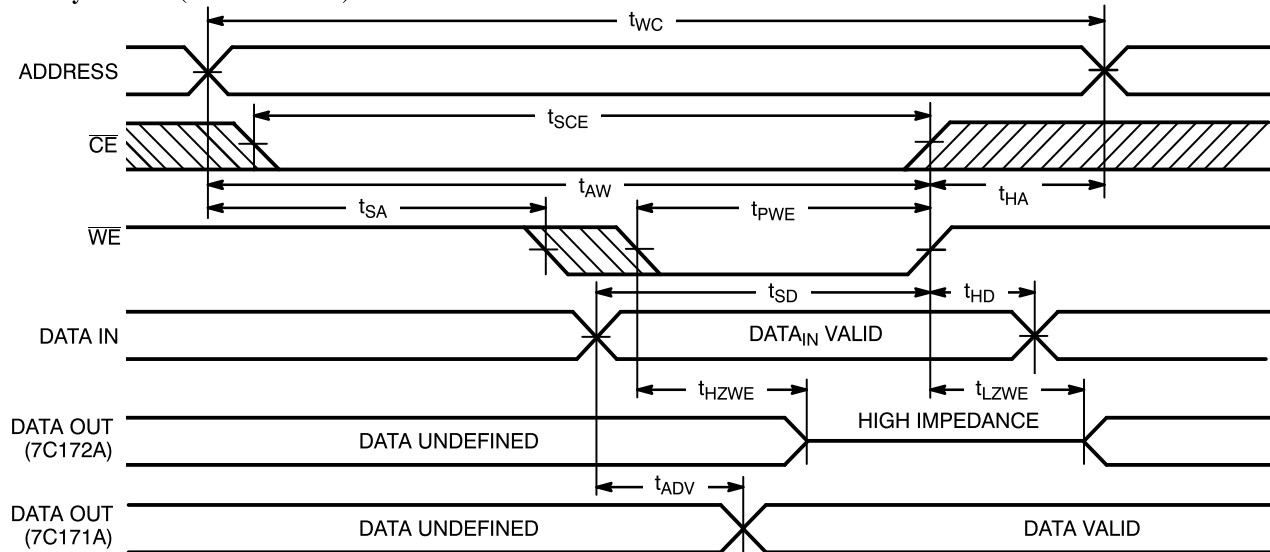 tWC
ADDRESS
tSCE
CE
tAW
tHA
tSA
tPWE
WE
tSD
tHD
DATA IN
DATAIN VALID
tHZWE
tLZWE
HIGH IMPEDANCE
DATA OUT
(7C172A)
DATA UNDEFINED
tADV
DATA OUT
(7C171A)
DATA UNDEFINED
DATA VALID